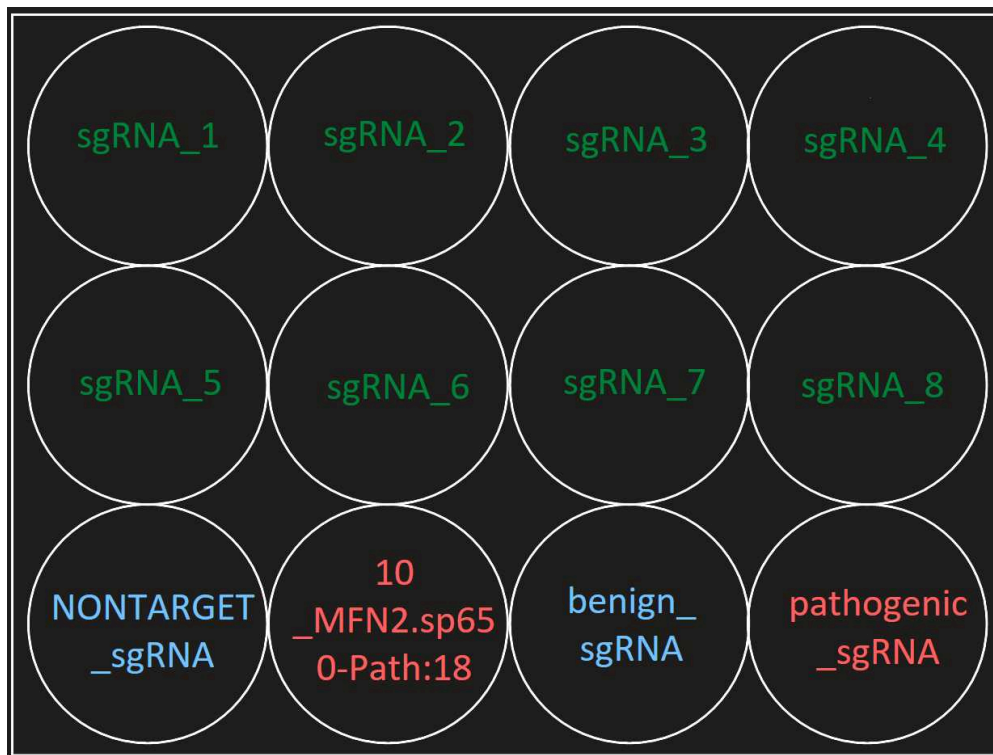 sgRNA_1
sgRNA_2
sgRNA_3
sgRNA_4
sgRNA_5
sgRNA_6
sgRNA_7
sgRNA_8
NONTARGET
_sgRNA
10
_MFN2.sp65
0-Path:18
benign_
sgRNA
pathogenic
_sgRNA